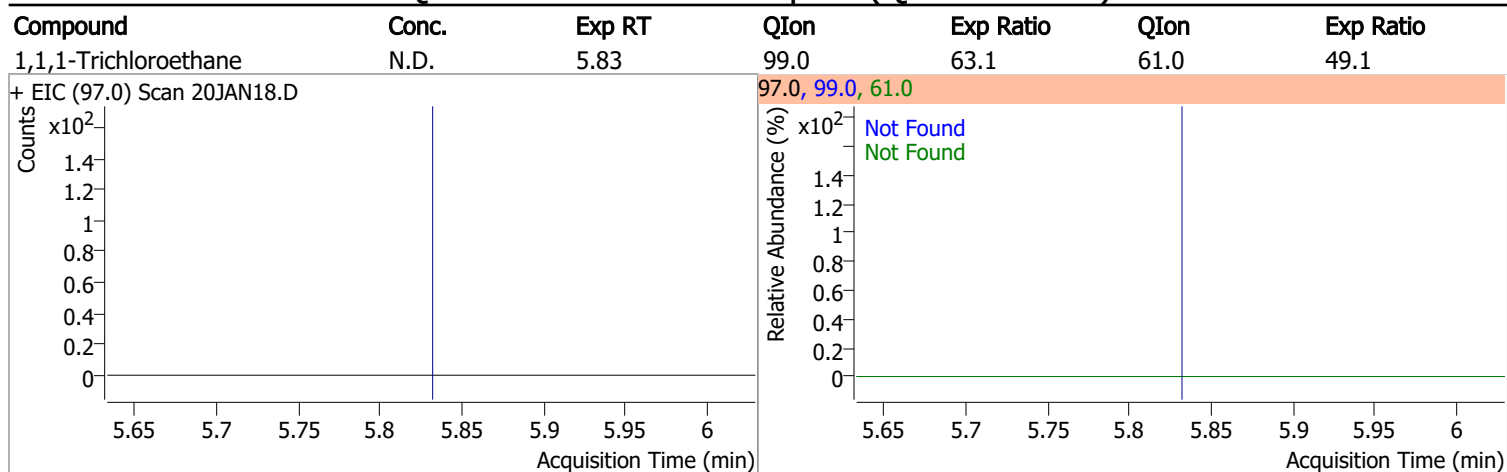 Compound Conc. Exp RT QIon Exp Ratio QIon Exp Ratio
1,1,1-Trichloroethane N.D. 5.83 99.0 63.1 61.0 49.1
+ EIC (97.0) Scan 20JAN18.D
Counts
x10²
1.4
1.2
1
0.8
0.6
0.4
0.2
0
5.65 5.7 5.75 5.8 5.85 5.9 5.95 6
Acquisition Time (min)
97.0, 99.0, 61.0
Relative Abundance (%)
x10²
Not Found
Not Found
1.4
1.2
1
0.8
0.6
0.4
0.2
0
5.65 5.7 5.75 5.8 5.85 5.9 5.95 6
Acquisition Time (min)